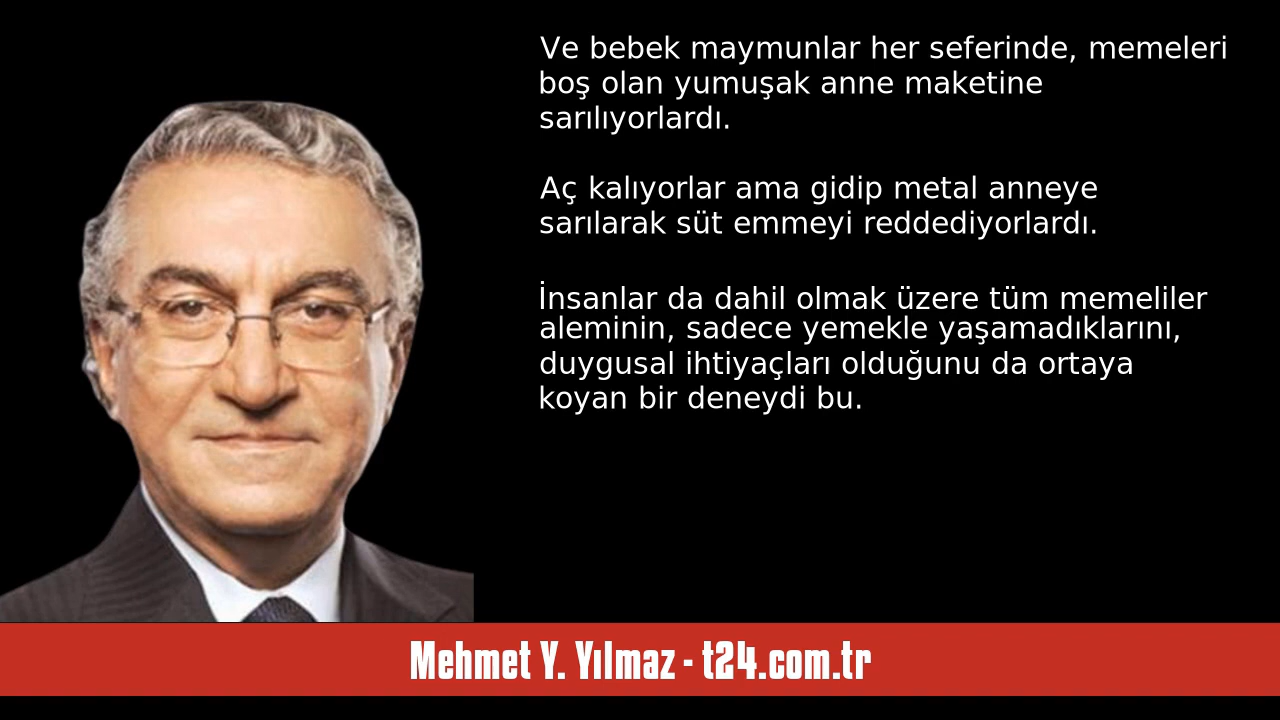 Ve bebek maymunlar her seferinde, memeleri
boş olan yumuşak anne maketine
sarılıyorlardı.
Aç kalıyorlar ama gidip metal anneye
sarılarak süt emmeyi reddediyorlardı.
İnsanlar da dahil olmak üzere tüm memeliler
aleminin, sadece yemekle yaşamadıklarını,
duygusal ihtiyaçları olduğunu da ortaya
koyan bir deneydi bu.
Mehmet Y. Yılmaz - t24.com.tr